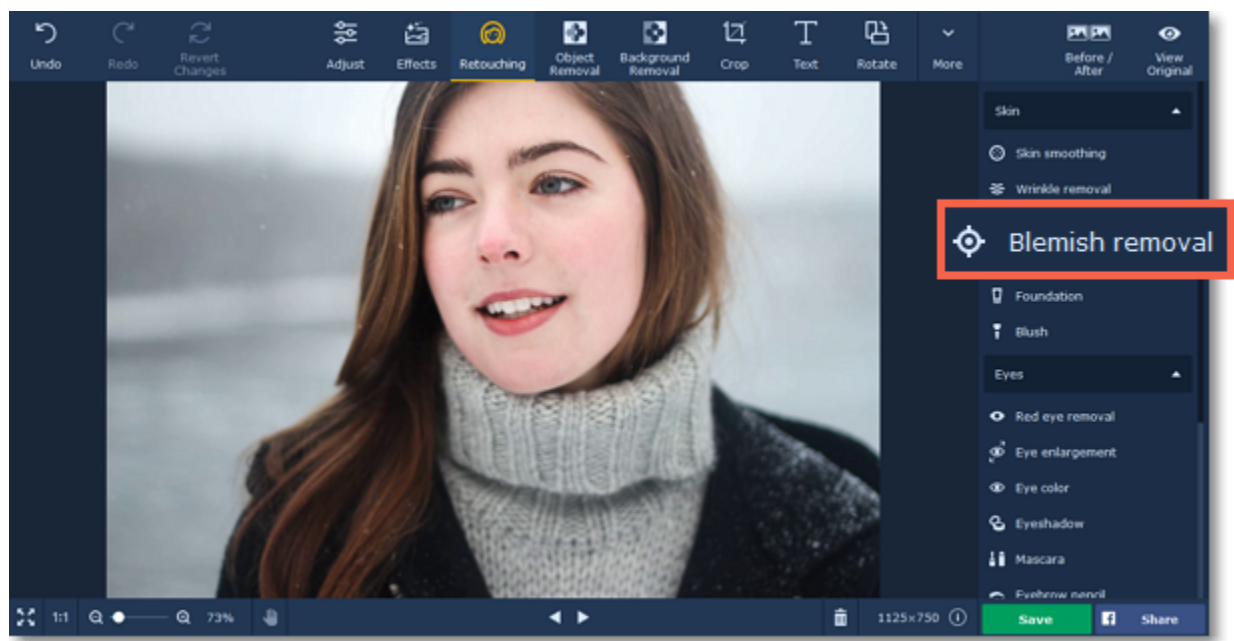 Undo
Redo
Revert
Changes
Adjust
Effects
Retouching
Object
Removal
Background
Removal
Crop
Text
Rotate
More
Before /
After
View
Original
Skin
Skin smoothing
Wrinkle removal
Blemish removal
Foundation
Blush
Eyes
Red eye removal
Eye enlargement
Eye color
Eyeshadow
Mascara
Eyebrow pencil
1:1
73%
1125×750
Save
Share